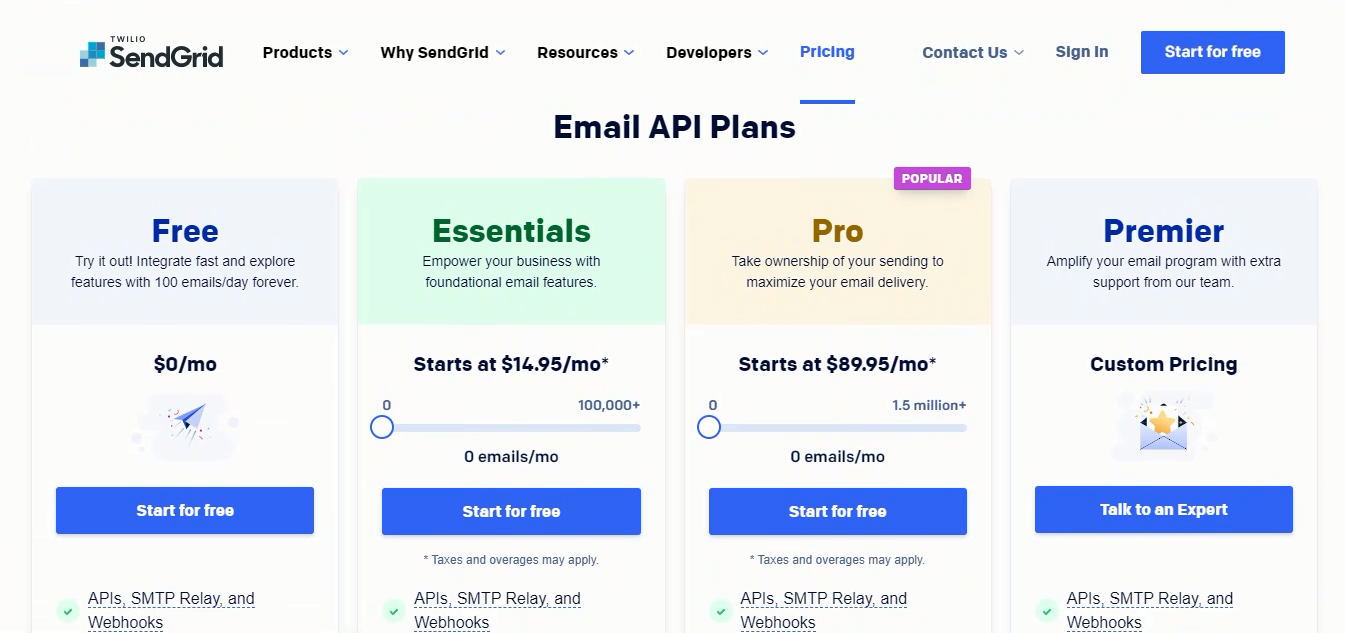 TWILIO
SendGrid
Products
Why SendGrid
Resources
Developers
Pricing
Contact Us
Sign In
Start for free
Email API Plans
Free
Try it out! Integrate fast and explore
features with 100 emails/day forever.
$0/mo
Start for free
APIs, SMTP Relay, and
Webhooks
Essentials
Empower your business with
foundational email features.
Starts at $14.95/mo*
0 100,000+
0 emails/mo
Start for free
* Taxes and overages may apply.
APIs, SMTP Relay, and
Webhooks
POPULAR
Pro
Take ownership of your sending to
maximize your email delivery.
Starts at $89.95/mo*
0 1.5 million+
0 emails/mo
Start for free
* Taxes and overages may apply.
APIs, SMTP Relay, and
Webhooks
Premier
Amplify your email program with extra
support from our team.
Custom Pricing
Talk to an Expert
APIs, SMTP Relay, and
Webhooks